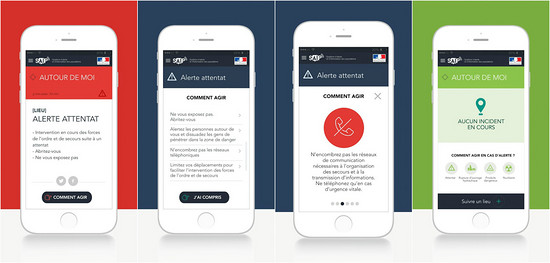 SAIP
AUTOUR DE MOI
[LIEU]
ALERTE ATTENTAT
- Intervention en cours des forces
de l'ordre et de secours suite à un
attentat
- Abritez-vous
- Ne vous exposez pas
COMMENT AGIR
SAIP
Alerte attentat
COMMENT AGIR
Ne vous exposez pas,
Abritez-vous
Alertez les personnes autour de
vous et dissuadez les gens de
pénétrer dans la zone de danger
N'encombrez pas les réseaux
téléphoniques
Limitez vos déplacements pour
faciliter l'intervention des forces
de l'ordre et de secours
J'AI COMPRIS
SAIP
Alerte attentat
COMMENT AGIR
N'encombrez pas les réseaux
de communication
nécessaires à l'organisation
des secours et à la
transmission d'informations.
Ne téléphonez qu'en cas
d'urgence vitale.
SAIP
AUTOUR DE MOI
AUCUN INCIDENT
EN COURS
COMMENT AGIR EN CAS D'ALERTE ?
Suivre un lieu +